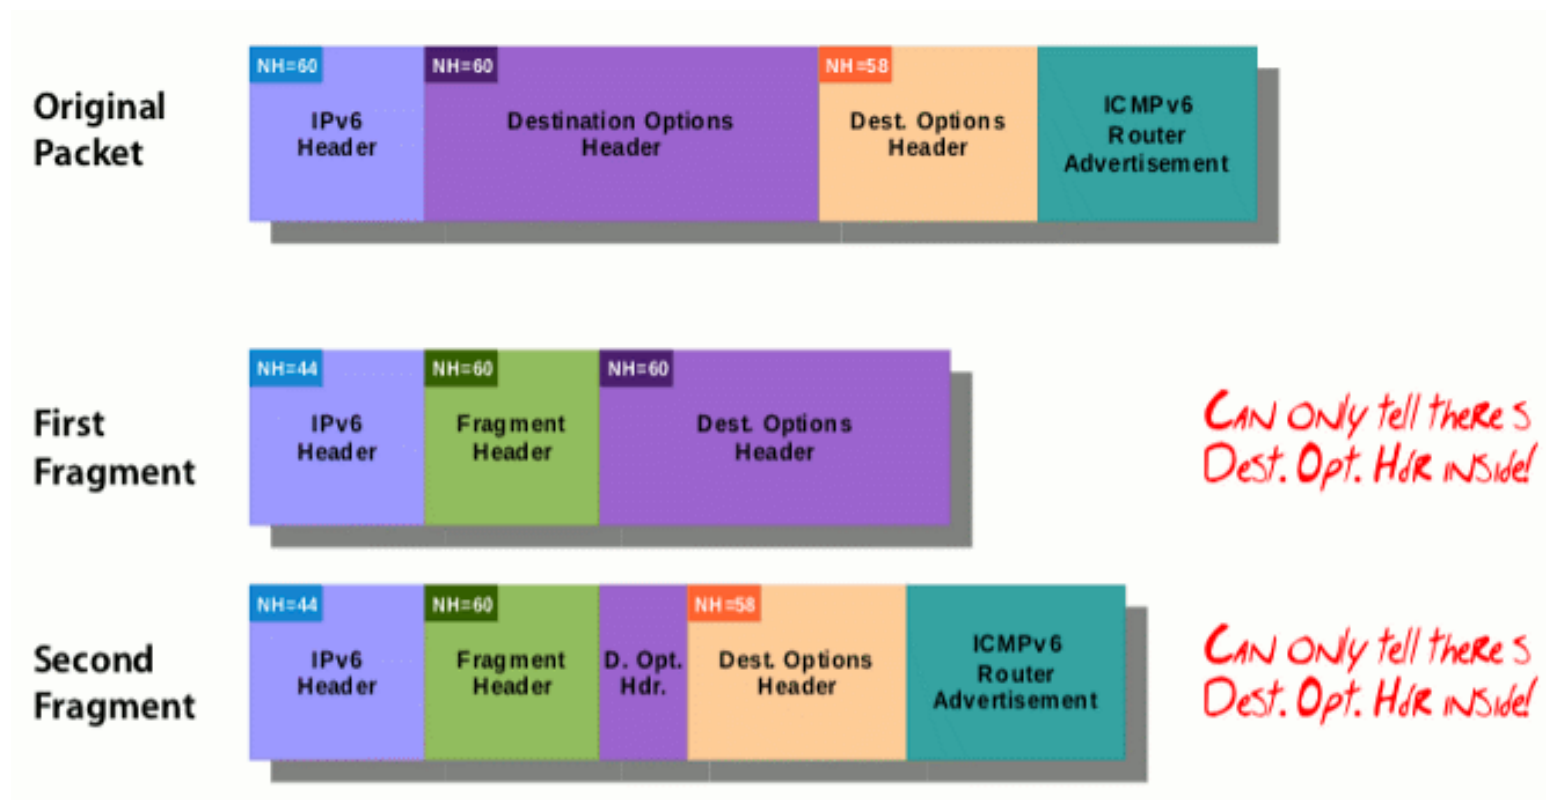 NH=60
NH=60
NH=58
Original
Packet
IPv6
Header
Destination Options
Header
Dest. Options
Header
ICMPv6
Router
Advertisement
NH=44
NH=60
NH=60
First
Fragment
IPv6
Header
Fragment
Header
Dest. Options
Header
CAN ONly tell theRe s
Dest. Opt. HdR iNSide!
NH=44
NH=60
NH=58
Second
Fragment
IPv6
Header
Fragment
Header
D. Opt.
Hdr.
Dest. Options
Header
ICMPv6
Router
Advertisement
CAN ONly tell theRe s
Dest. Opt. HdR iNSide!